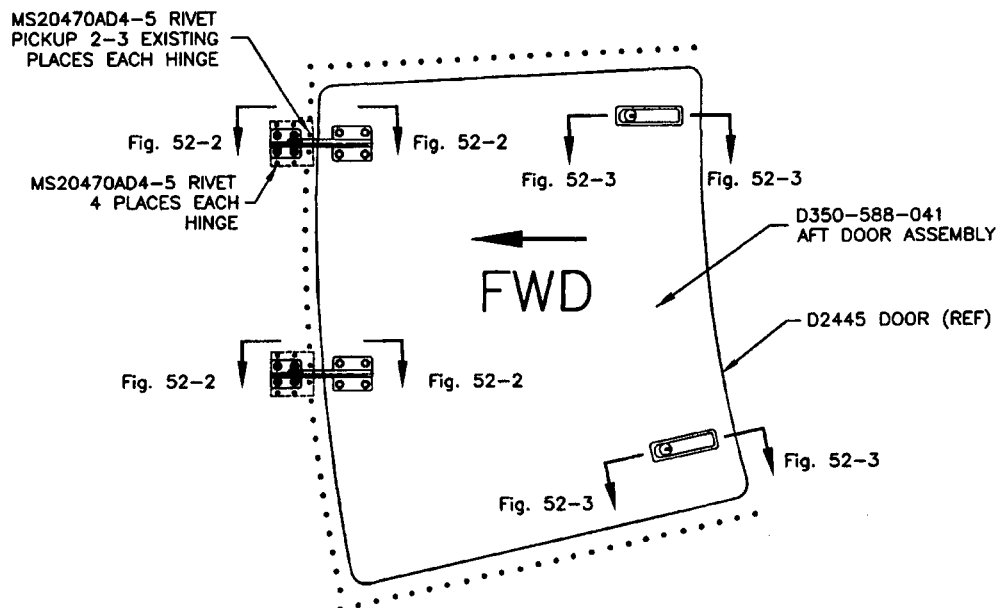 MS20470AD4-5 RIVET
PICKUP 2-3 EXISTING
PLACES EACH HINGE
Fig. 52-2
Fig. 52-2
Fig. 52-3
Fig. 52-3
MS20470AD4-5 RIVET
4 PLACES EACH
HINGE
D350-588-041
AFT DOOR ASSEMBLY
FWD
D2445 DOOR (REF)
Fig. 52-2
Fig. 52-2
Fig. 52-3
Fig. 52-3